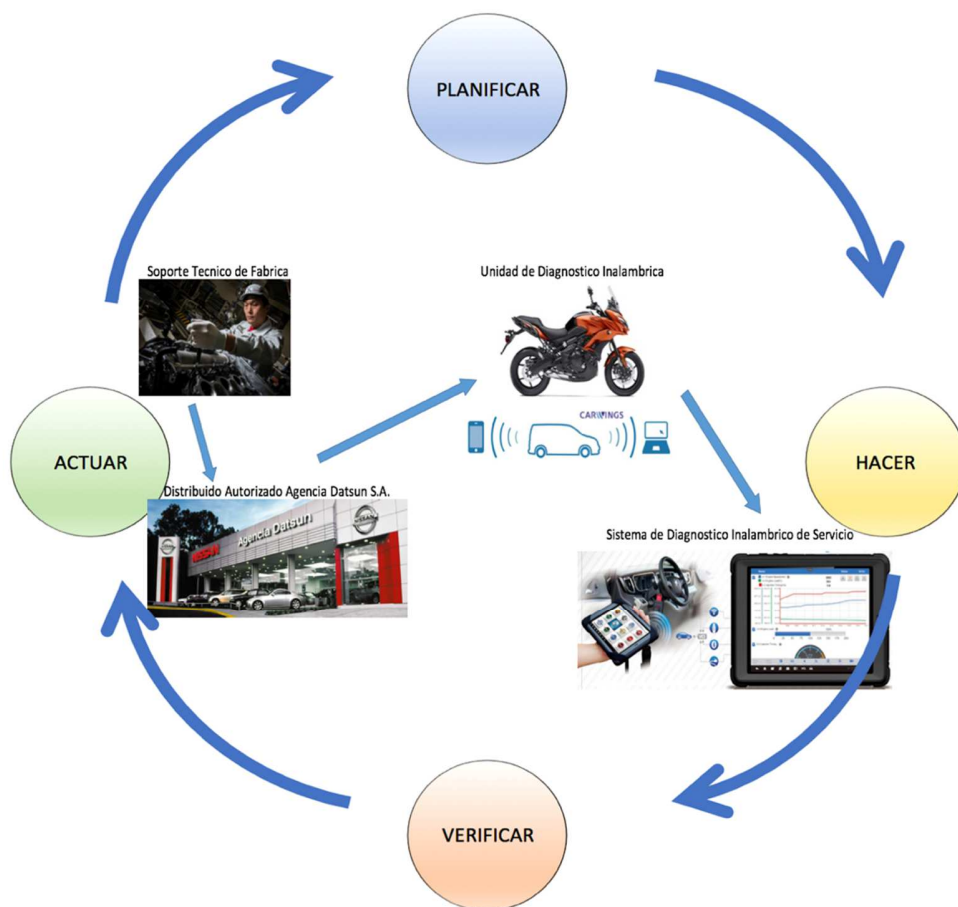 PLANIFICAR
Soporte Tecnico de Fabrica
Unidad de Diagnostico Inalambrica
CARWINGS
ACTUAR
HACER
Distribuido Autorizado Agencia Datsun S.A.
NISSAN
Agencia Datsun
NISSAN
Sistema de Diagnostico Inalambrico de Servicio
VERIFICAR